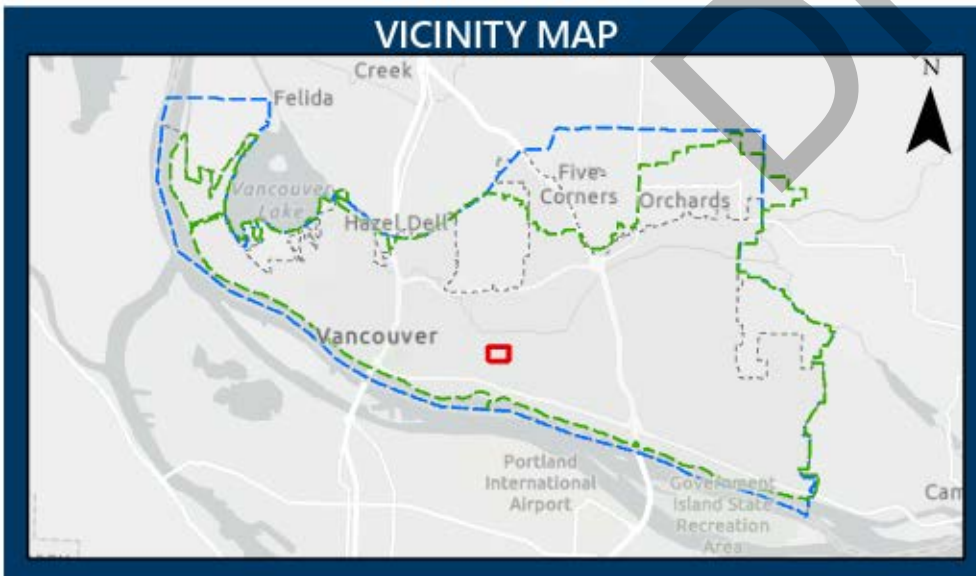 VICINITY MAP
Creek
N
Felida
Vancouver
Lake
Five
Corners
Orchards
Hazel Dell
Vancouver
Portland
International
Airport
Government
Island State
Recreation
Area
Cam